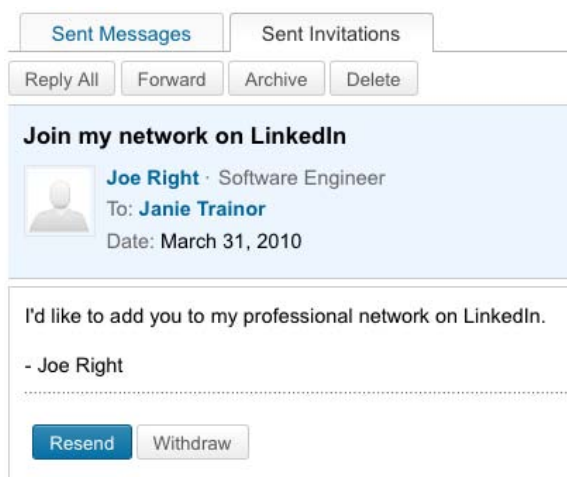 Sent Messages Sent Invitations
Reply All Forward Archive Delete
Join my network on LinkedIn
Joe Right · Software Engineer
To: Janie Trainor
Date: March 31, 2010
I'd like to add you to my professional network on LinkedIn.
- Joe Right
Resend Withdraw